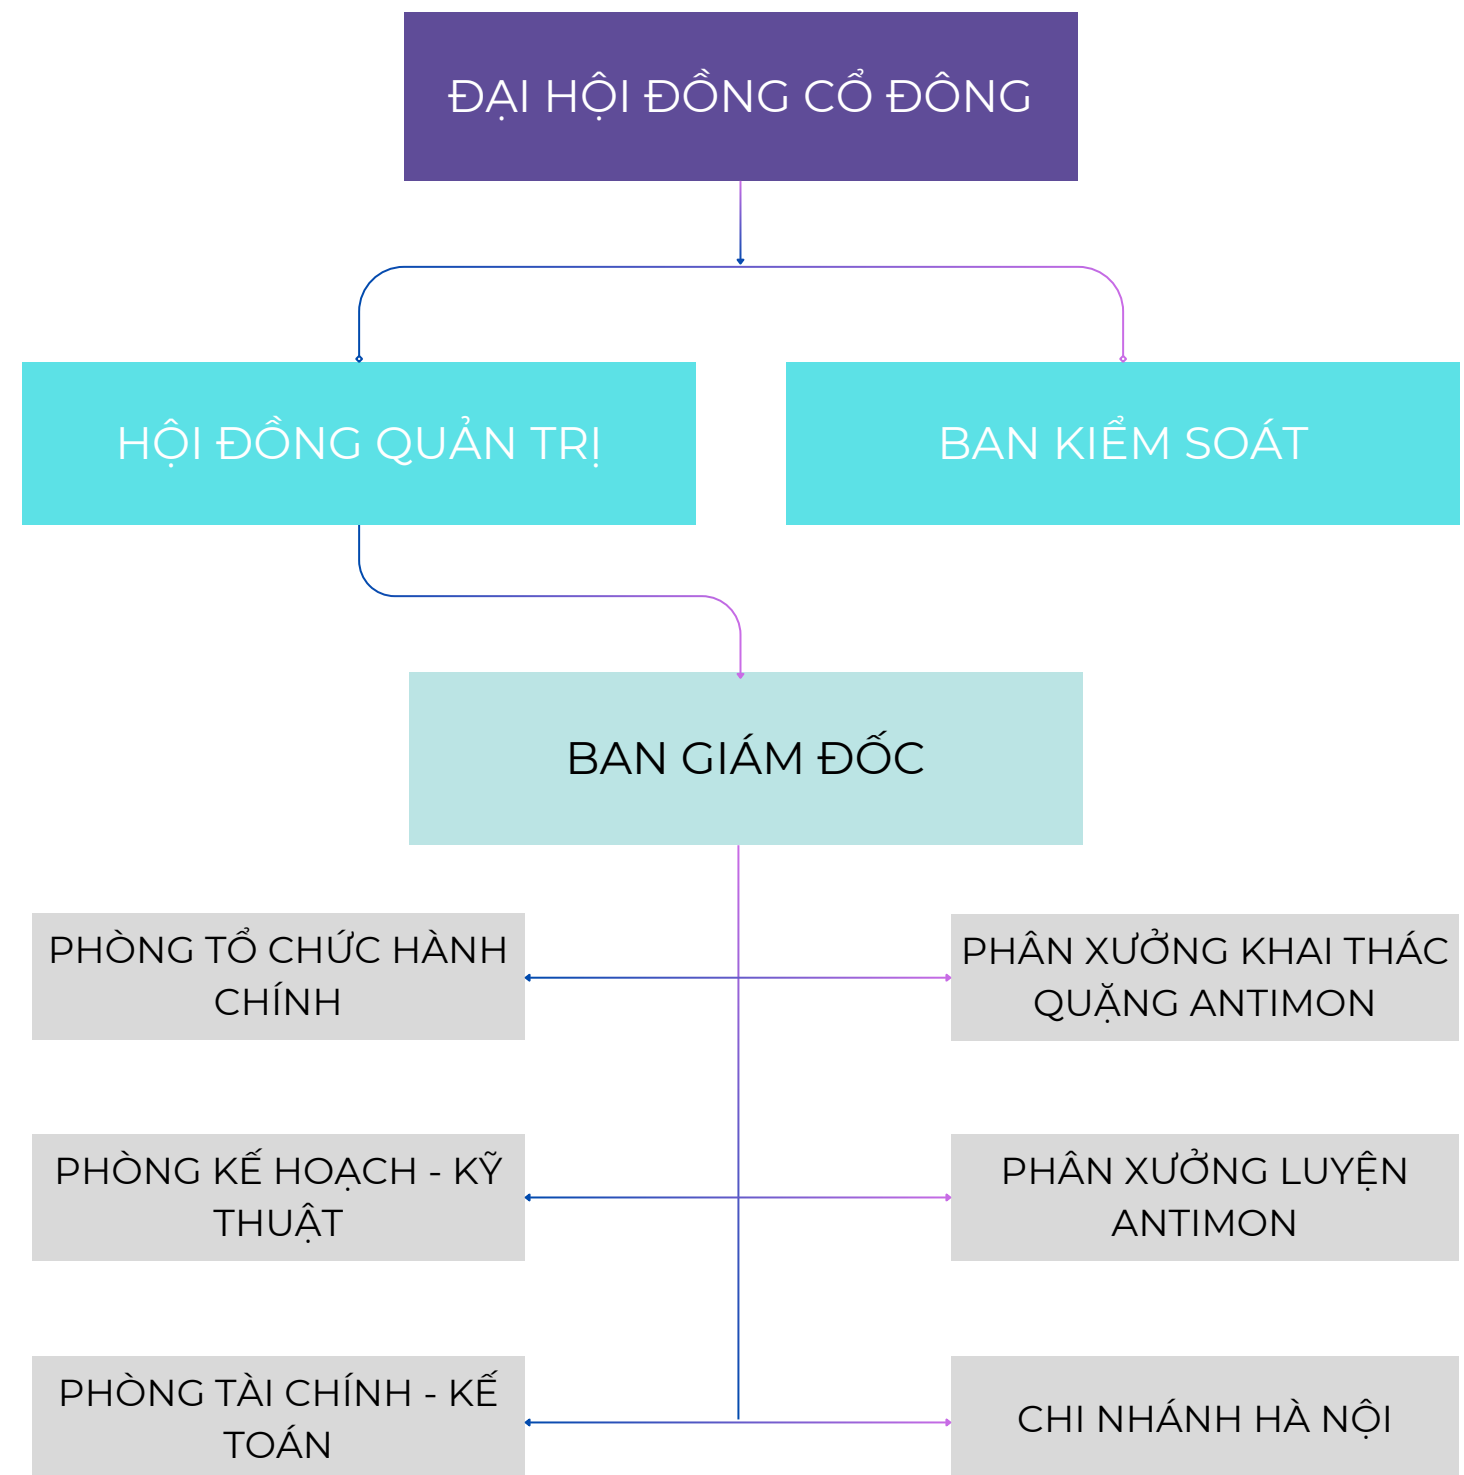 ĐẠI HỘI ĐỒNG CỔ ĐÔNG
HỘI ĐỒNG QUẢN TRỊ
BAN KIỂM SOÁT
BAN GIÁM ĐỐC
PHÒNG TỔ CHỨC HÀNH
CHÍNH
PHÂN XƯỞNG KHAI THÁC
QUẶNG ANTIMON
PHÒNG KẾ HOẠCH - KỸ
THUẬT
PHÂN XƯỞNG LUYỆN
ANTIMON
PHÒNG TÀI CHÍNH - KẾ
TOÁN
CHI NHÁNH HÀ NỘI